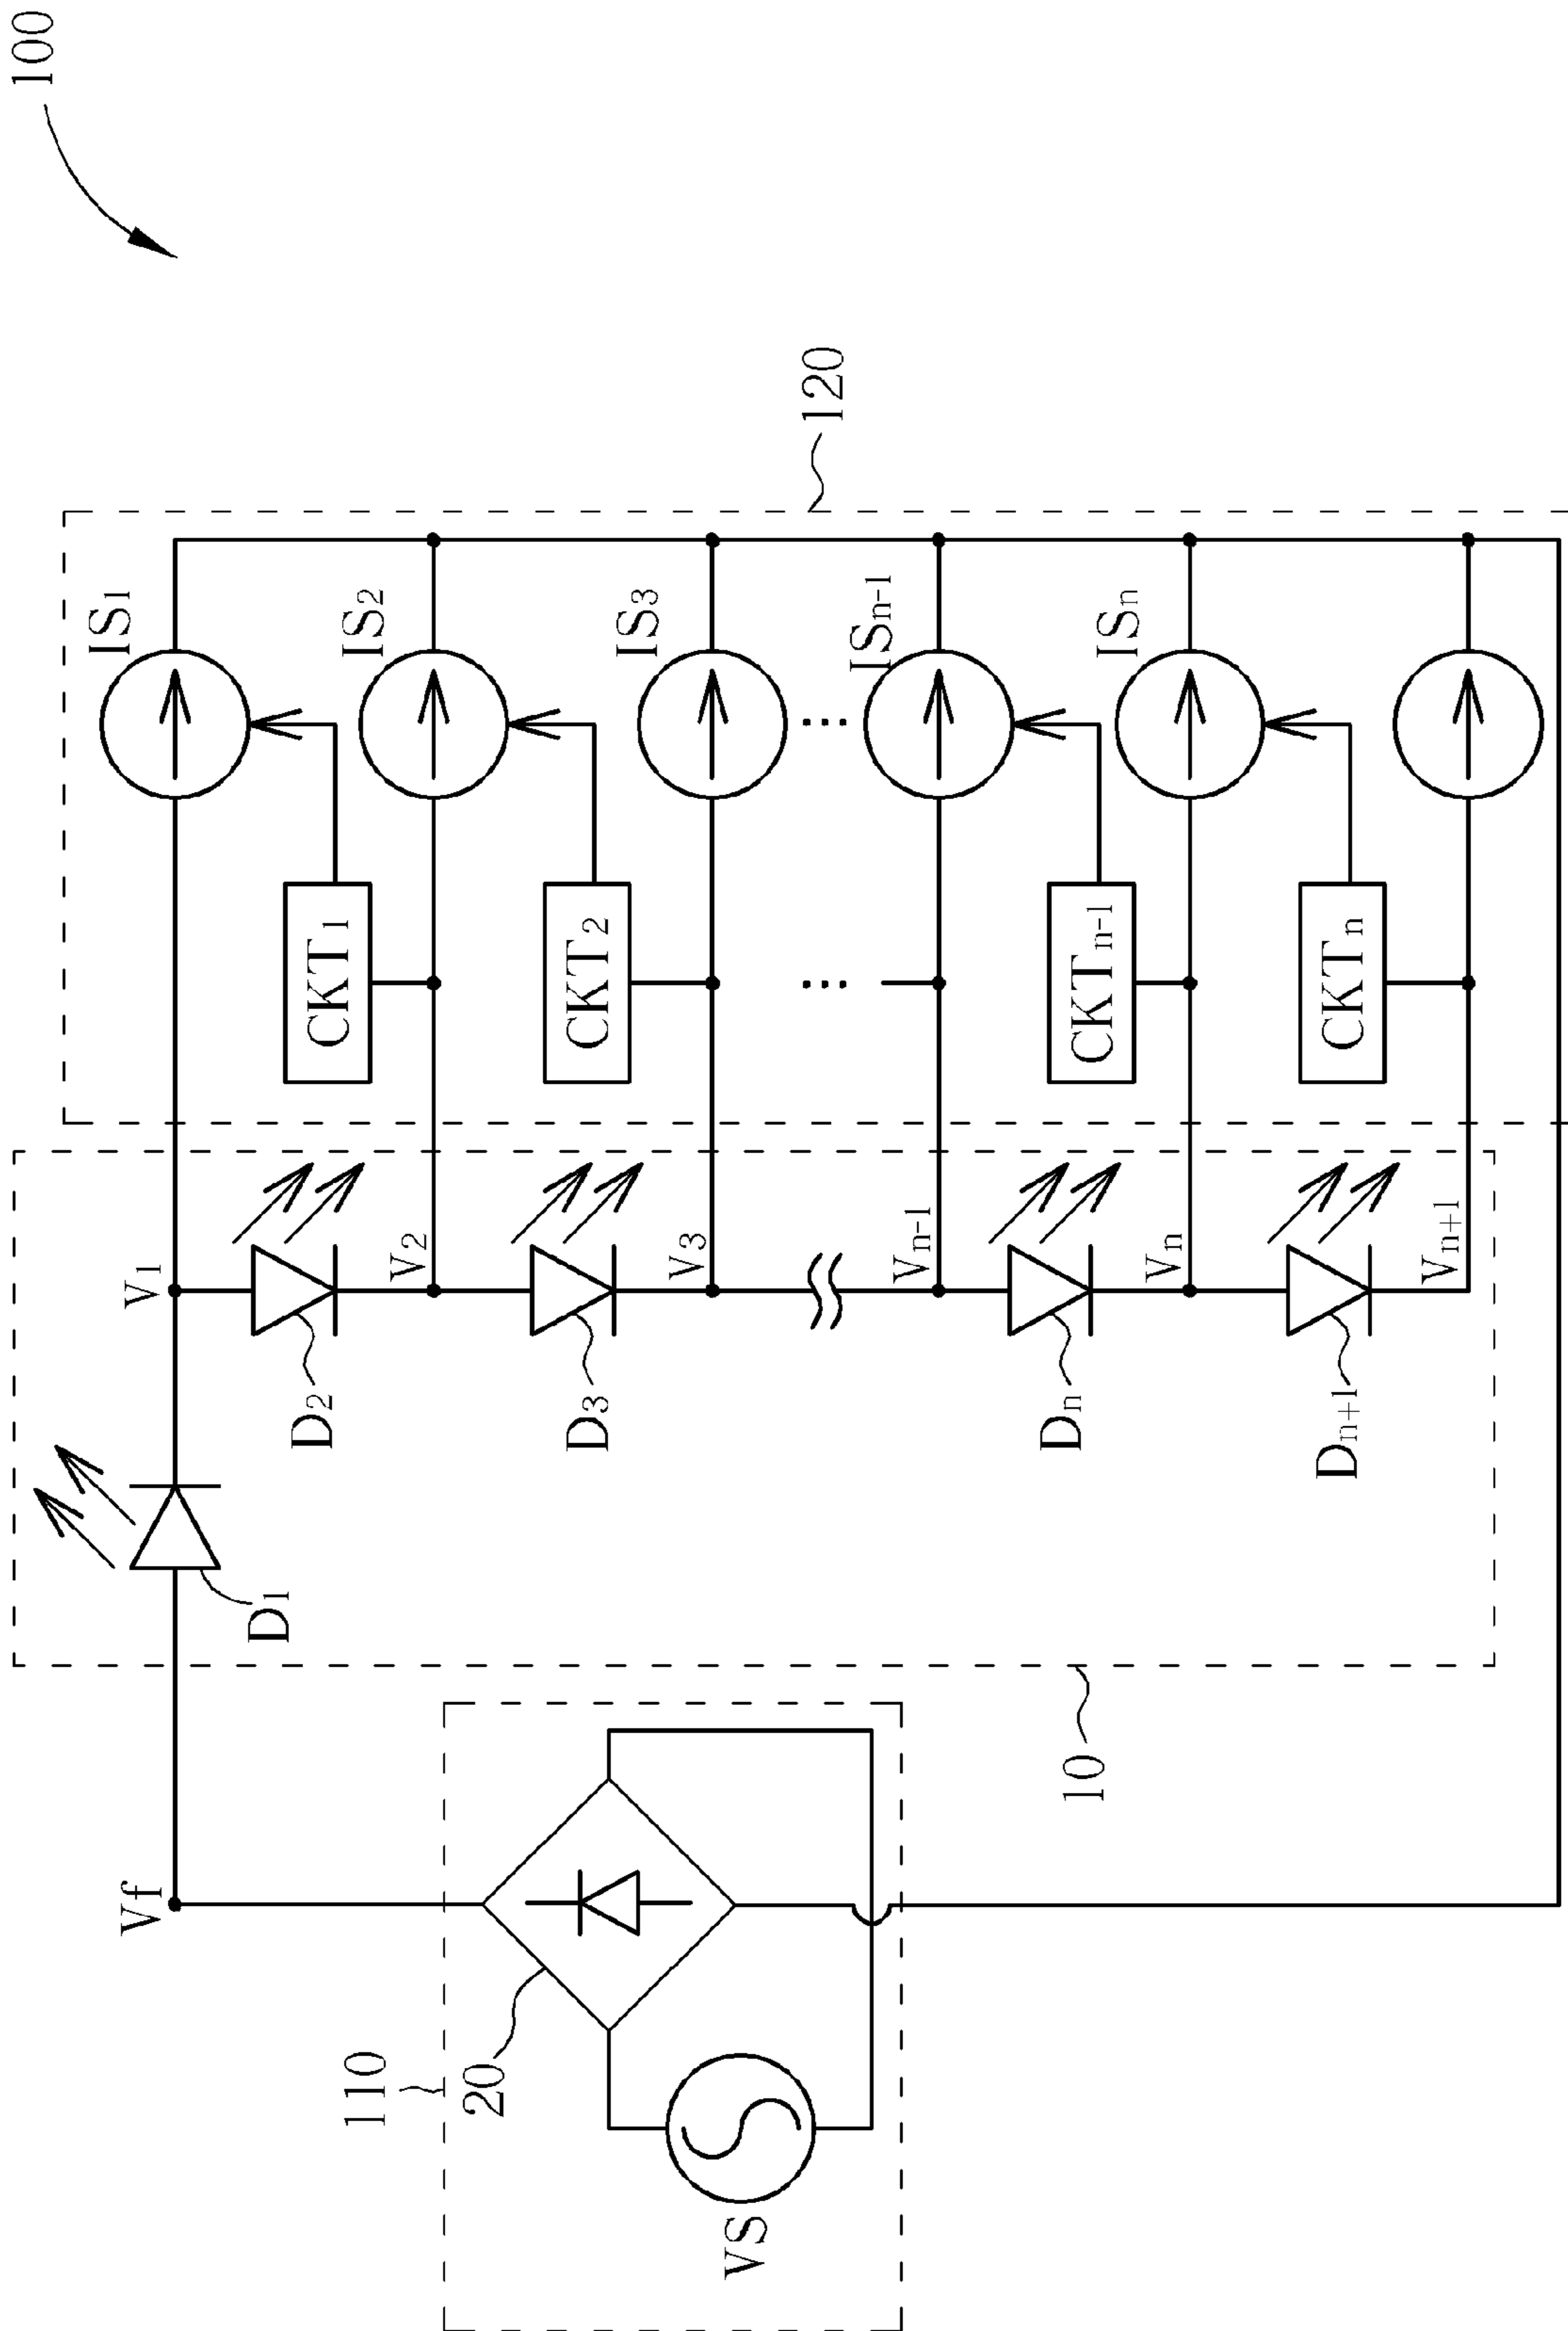 100
120
IS1
IS2
IS3
...
ISn-1
ISn
CKT1
CKT2
...
CKTn-1
CKTn
V1
V2
V3
Vn-1
Vn
Vn+1
D1
D2
D3
Dn
Dn+1
10
Vf
110
20
VS